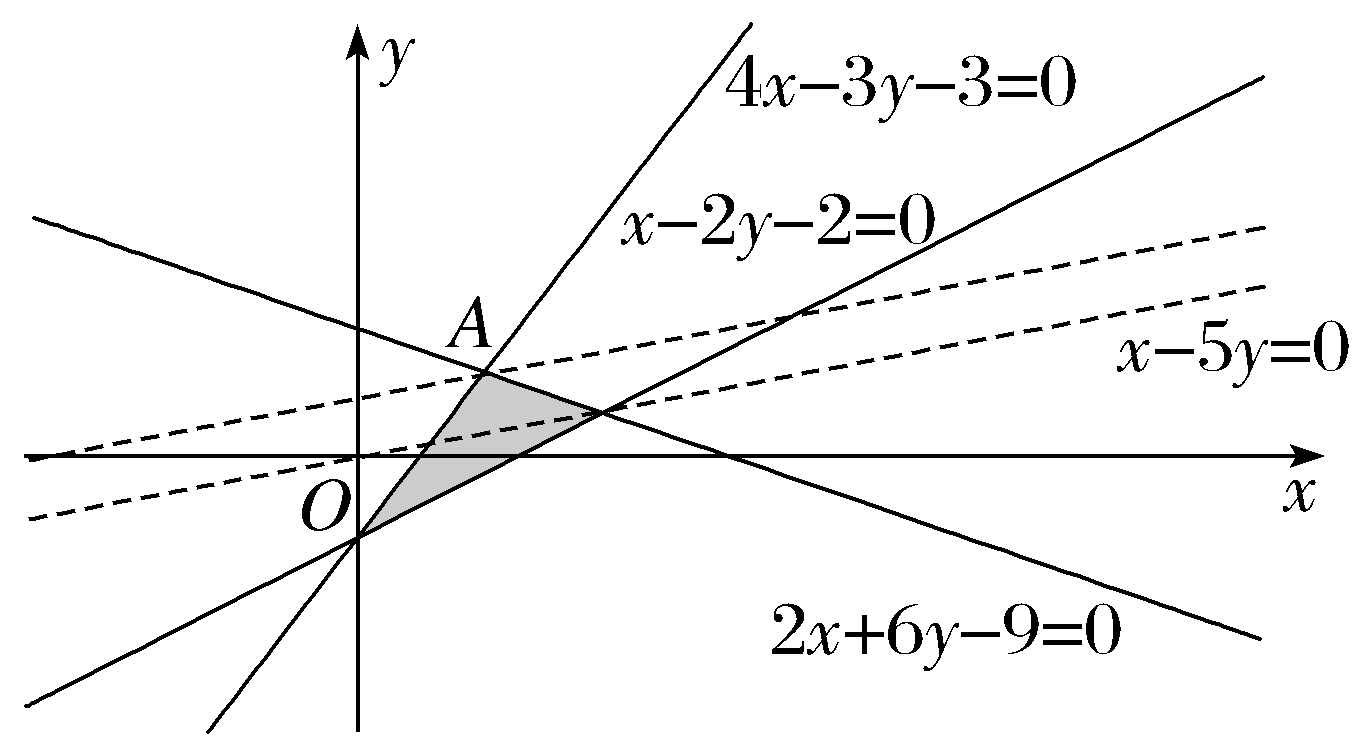 y
4x−3y−3=0
x−2y−2=0
A
x−5y=0
O
x
2x+6y−9=0